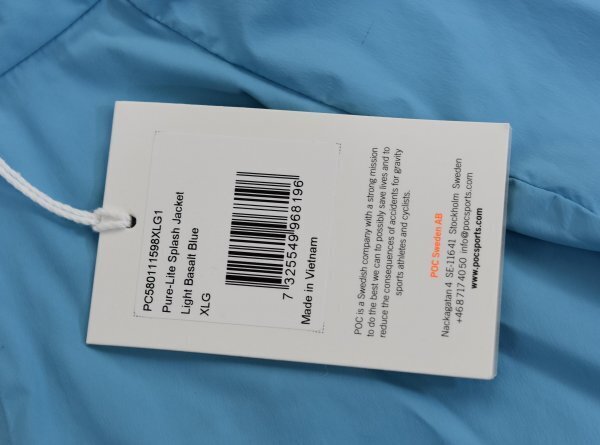 PC580111598XLG1
Pure-Lite Splash Jacket
Light Basalt Blue
XLG
7 325549 968196
Made in Vietnam
POC is a Swedish company with a strong mission
to do the best we can to possibly save lives and to
reduce the consequences of accidents for gravity
sports athletes and cyclists.
POC Sweden AB
Nackagatan 4 SE-116 41 Stockholm Sweden
+46 8 717 40 50 info@pocsports.com
www.pocsports.com